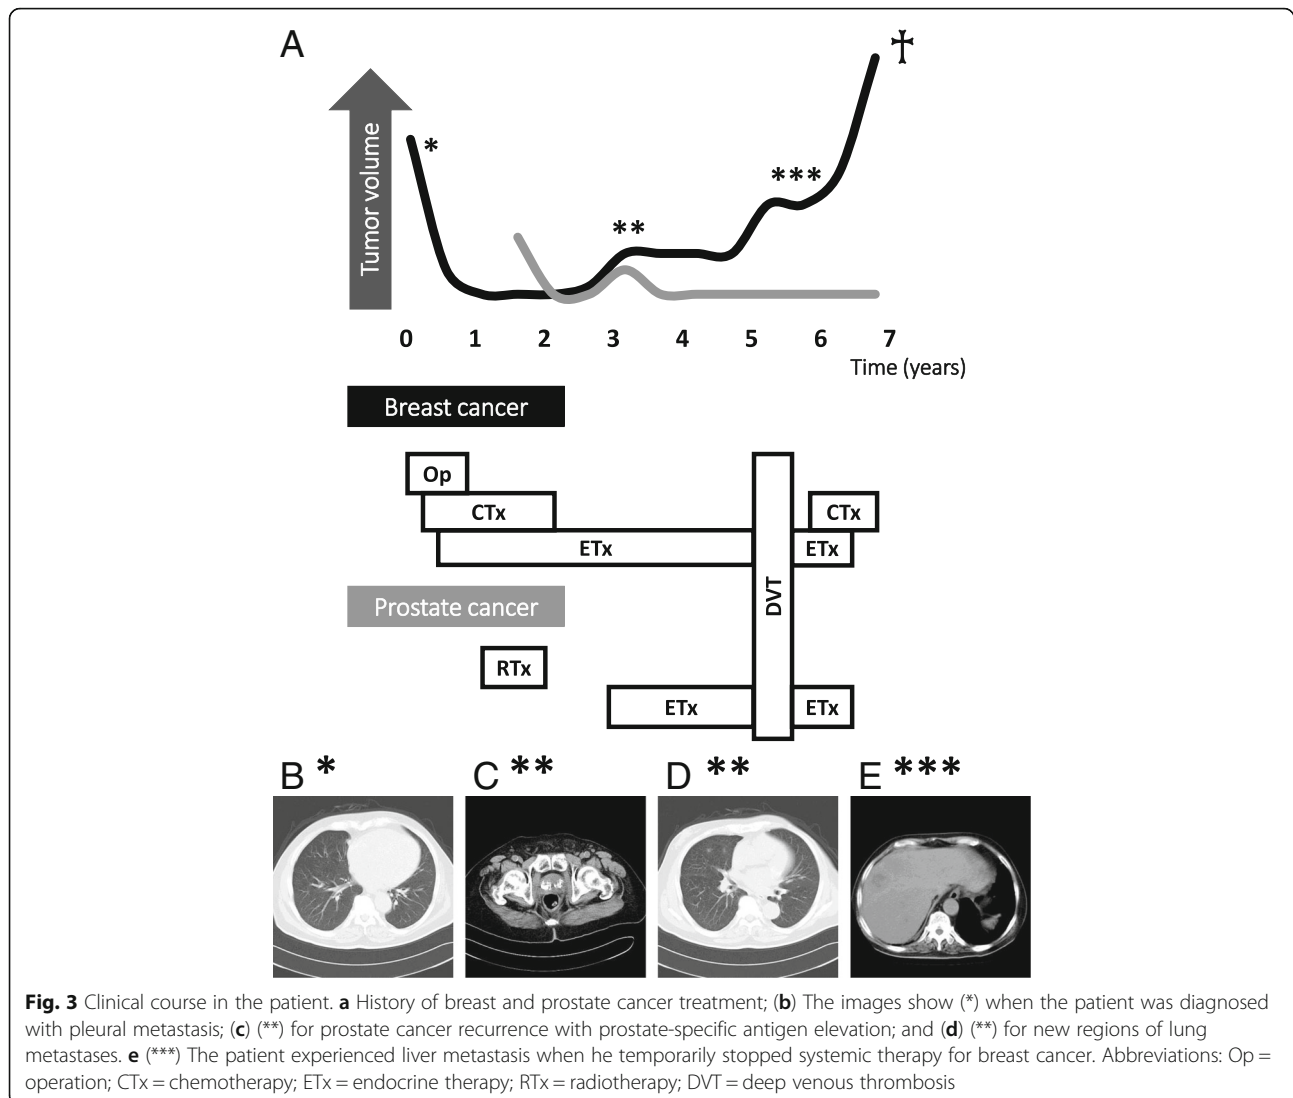 A
†
Tumor volume
*
**
***
0 1 2 3 4 5 6 7
Time (years)
Breast cancer
Op
CTx CTx
ETx ETx
DVT
Prostate cancer
RTx
ETx ETx
B * C ** D ** E ***
Fig. 3 Clinical course in the patient. a History of breast and prostate cancer treatment; (b) The images show (*) when the patient was diagnosed
with pleural metastasis; (c) (**) for prostate cancer recurrence with prostate-specific antigen elevation; and (d) (**) for new regions of lung
metastases. e (***) The patient experienced liver metastasis when he temporarily stopped systemic therapy for breast cancer. Abbreviations: Op =
operation; CTx = chemotherapy; ETx = endocrine therapy; RTx = radiotherapy; DVT = deep venous thrombosis